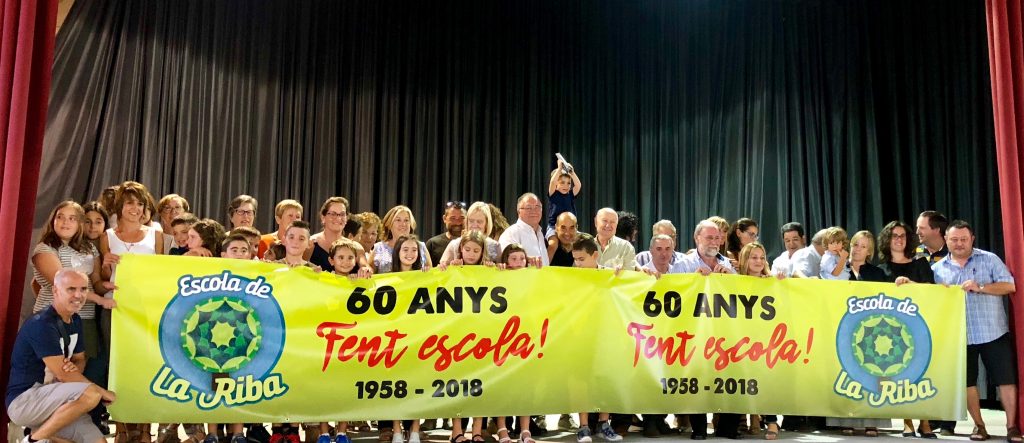 Escola de
La Riba
60 ANYS
Fent escola!
1958 - 2018
60 ANYS
Fent escola!
1958 - 2018
Escola de
La Riba